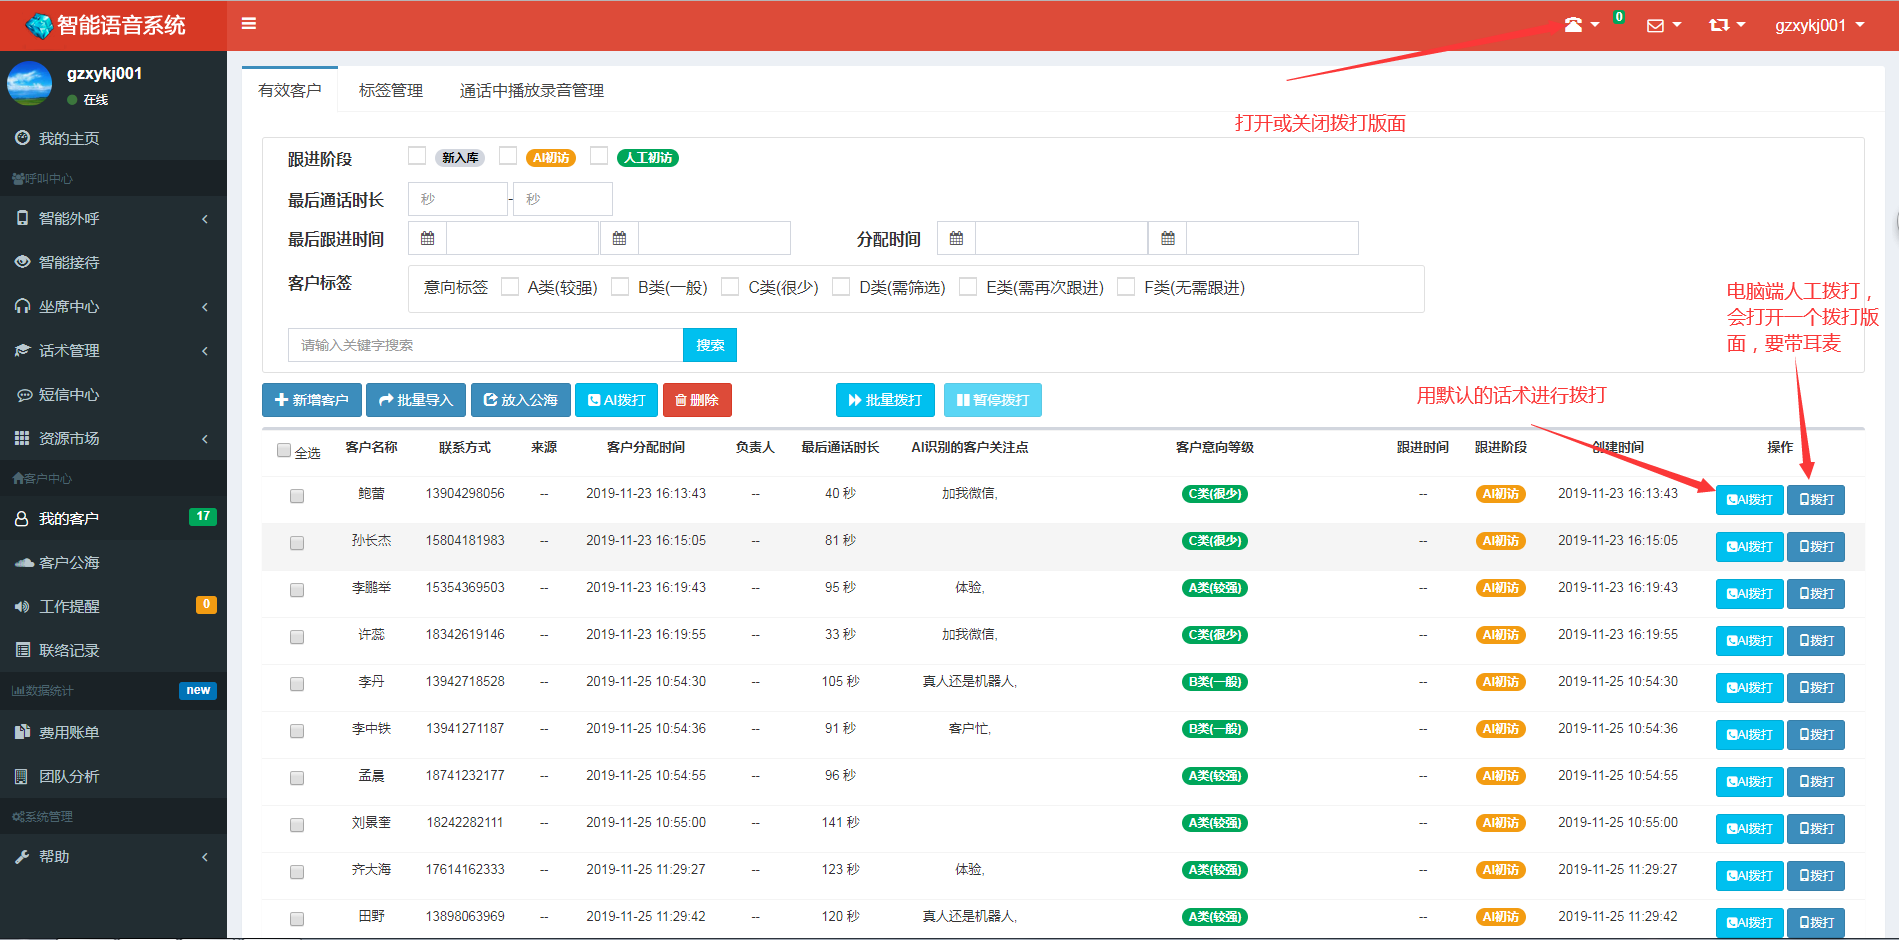 智能语音系统
0
gzxykj001
gzxykj001
在线
我的主页
呼叫中心
智能外呼
智能接待
坐席中心
话术管理
短信中心
资源市场
客户中心
我的客户 17
客户公海
工作提醒 0
联络记录
数据统计 new
费用账单
团队分析
系统管理
帮助
有效客户 标签管理 通话中播放录音管理
打开或关闭拨打版面
跟进阶段 新入库 AI初访 人工初访
最后通话时长 秒 - 秒
最后跟进时间 分配时间
客户标签 意向标签 A类(较强) B类(一般) C类(很少) D类(需筛选) E类(需再次跟进) F类(无需跟进)
请输入关键字搜索 搜索
电脑端人工拨打，
会打开一个拨打版
面，要带耳麦
用默认的话术进行拨打
新增客户 批量导入 放入公海 AI拨打 删除 批量拨打 暂停拨打
全选 客户名称 联系方式 来源 客户分配时间 负责人 最后通话时长 AI识别的客户关注点 客户意向等级 跟进时间 跟进阶段 创建时间 操作
鲍蕾 13904298056 -- 2019-11-23 16:13:43 -- 40 秒 加我微信, C类(很少) -- AI初访 2019-11-23 16:13:43 AI拨打 拨打
孙长杰 15804181983 -- 2019-11-23 16:15:05 -- 81 秒 C类(很少) -- AI初访 2019-11-23 16:15:05 AI拨打 拨打
李鹏举 15354369503 -- 2019-11-23 16:19:43 -- 95 秒 体验, A类(较强) -- AI初访 2019-11-23 16:19:43 AI拨打 拨打
许蕊 18342619146 -- 2019-11-23 16:19:55 -- 33 秒 加我微信, C类(很少) -- AI初访 2019-11-23 16:19:55 AI拨打 拨打
李丹 13942718528 -- 2019-11-25 10:54:30 -- 105 秒 真人还是机器人, B类(一般) -- AI初访 2019-11-25 10:54:30 AI拨打 拨打
李中铁 13941271187 -- 2019-11-25 10:54:36 -- 91 秒 客户忙, B类(一般) -- AI初访 2019-11-25 10:54:36 AI拨打 拨打
孟晨 18741232177 -- 2019-11-25 10:54:55 -- 96 秒 A类(较强) -- AI初访 2019-11-25 10:54:55 AI拨打 拨打
刘景奎 18242282111 -- 2019-11-25 10:55:00 -- 141 秒 A类(较强) -- AI初访 2019-11-25 10:55:00 AI拨打 拨打
齐大海 17614162333 -- 2019-11-25 11:29:27 -- 123 秒 体验, A类(较强) -- AI初访 2019-11-25 11:29:27 AI拨打 拨打
田野 13898063969 -- 2019-11-25 11:29:42 -- 120 秒 真人还是机器人, A类(较强) -- AI初访 2019-11-25 11:29:42 AI拨打 拨打